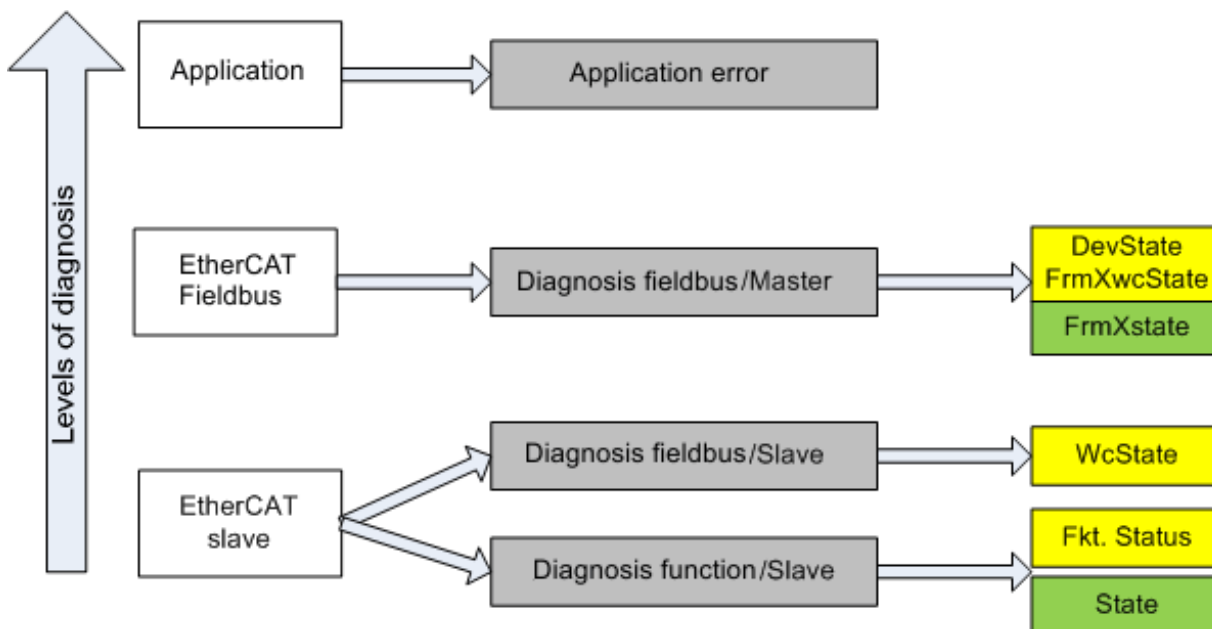 Levels of diagnosis
Application
Application error
EtherCAT
Fieldbus
Diagnosis fieldbus/Master
DevState
FrmXwcState
FrmXstate
EtherCAT
slave
Diagnosis fieldbus/Slave
WcState
Diagnosis function/Slave
Fkt. Status
State